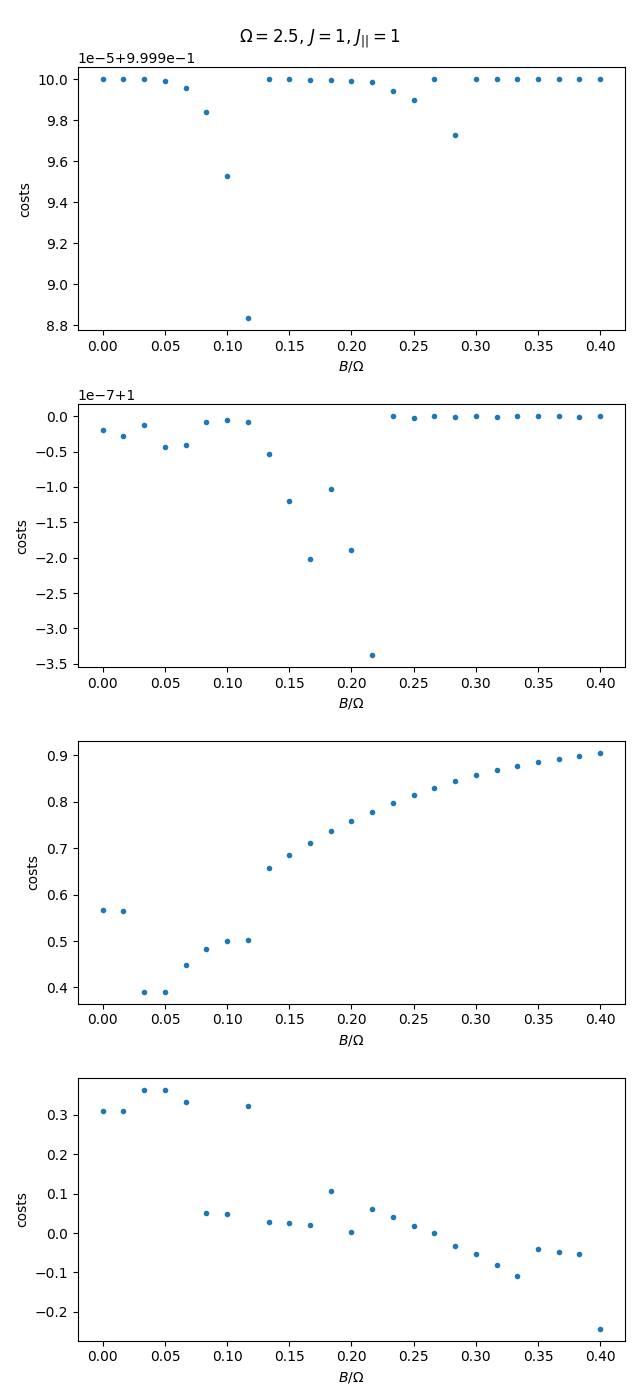 Ω = 2.5, J = 1, J_{||} = 1
1e−5+9.999e−1
10.0
9.8
9.6
9.4
9.2
9.0
8.8
costs
0.00 0.05 0.10 0.15 0.20 0.25 0.30 0.35 0.40
B/Ω
1e−7+1
0.0
−0.5
−1.0
−1.5
−2.0
−2.5
−3.0
−3.5
costs
0.00 0.05 0.10 0.15 0.20 0.25 0.30 0.35 0.40
B/Ω
0.9
0.8
0.7
0.6
0.5
0.4
costs
0.00 0.05 0.10 0.15 0.20 0.25 0.30 0.35 0.40
B/Ω
0.3
0.2
0.1
0.0
−0.1
−0.2
costs
0.00 0.05 0.10 0.15 0.20 0.25 0.30 0.35 0.40
B/Ω